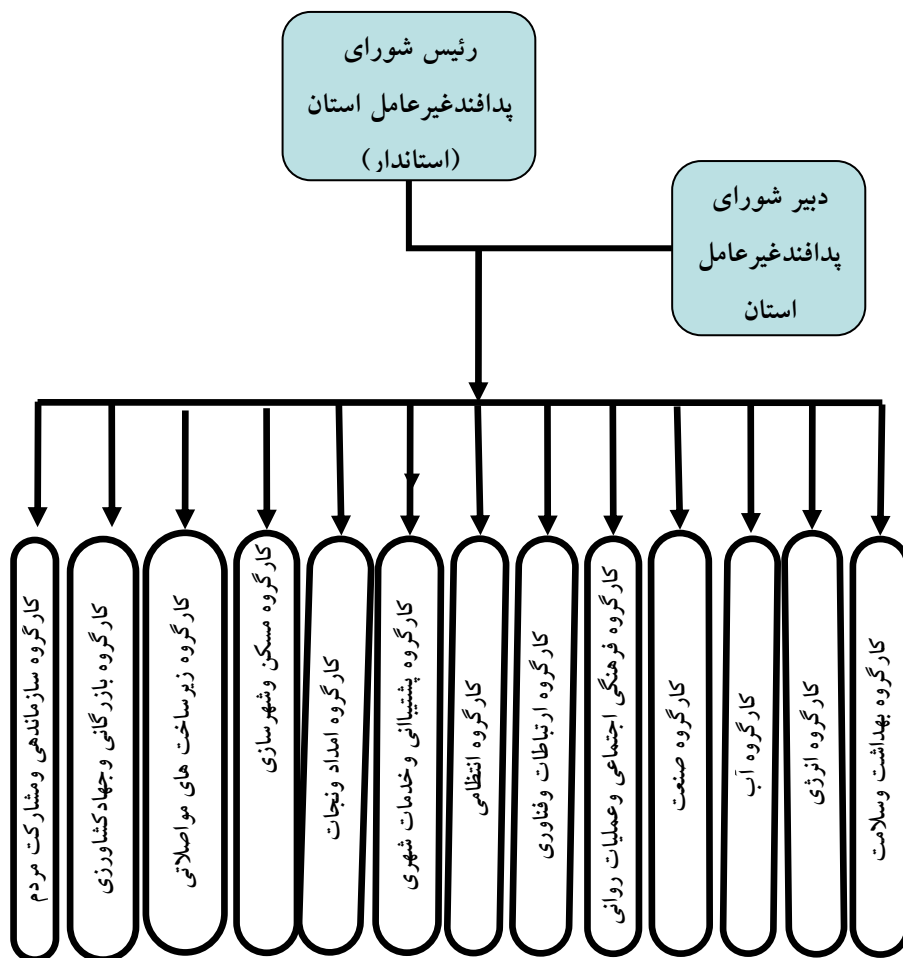 رئیس شورای
پدافندغیرعامل استان
(استاندار)
دبیر شورای
پدافندغیرعامل
استان
کارگروه بهداشت وسلامت
کارگروه انرژی
کارگروه آب
کارگروه صنعت
کارگروه فرهنگی اجتماعی وعملیات روانی
کارگروه ارتباطات وفناوری
کارگروه انتظامی
کارگروه پشتیباانی وخدمات شهری
کارگروه امداد ونجات
کارگروه مسکن وشهرسازی
کارگروه زیرساخت های مواصلاتی
کارگروه بازرگانی وجهادکشاورزی
کارگروه سازماندهی ومشارکت مردم